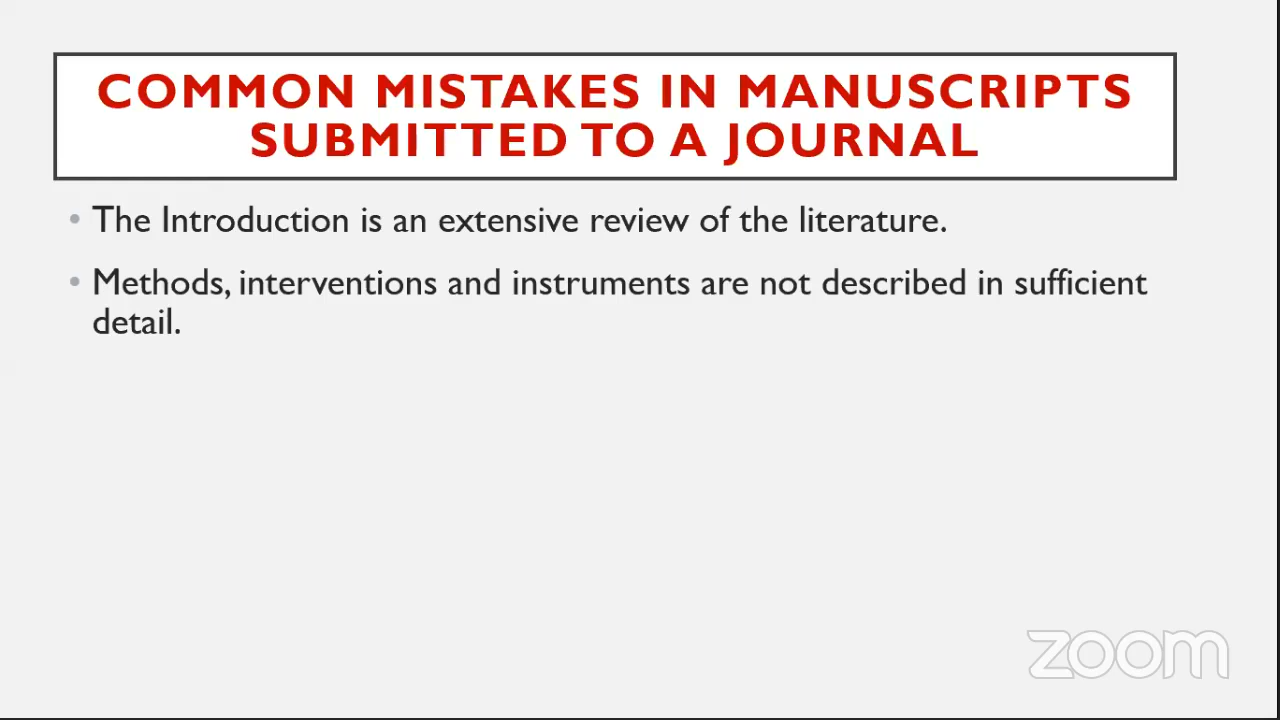 COMMON MISTAKES IN MANUSCRIPTS
SUBMITTED TO A JOURNAL
• The Introduction is an extensive review of the literature.
• Methods, interventions and instruments are not described in sufficient
detail.
zoom